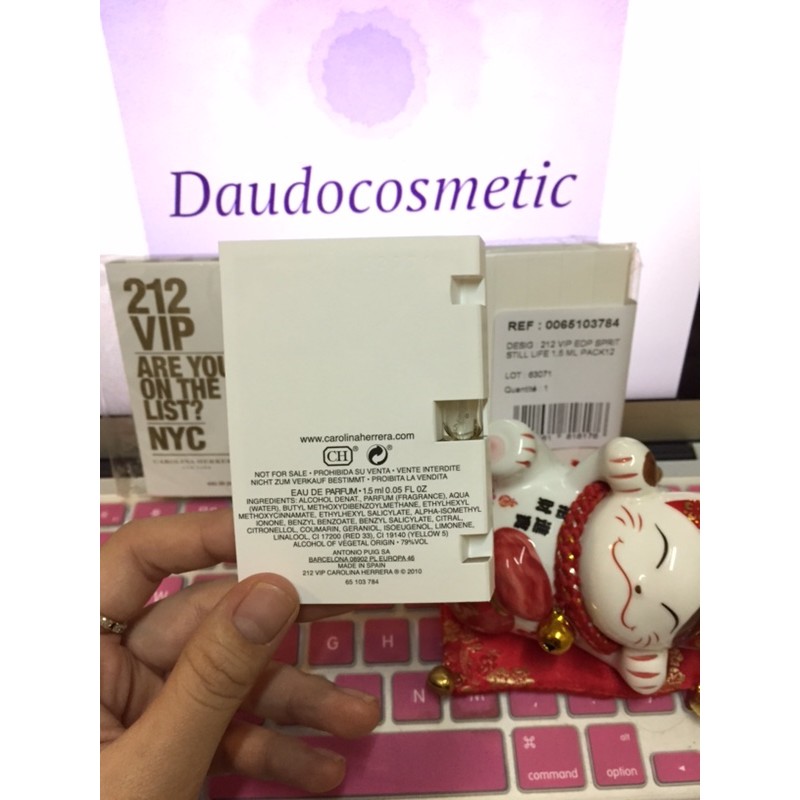 Daudocosmetic
212
VIP
ARE YOU
ON THE
LIST?
NYC
REF : 0065103784
DESIG : 212 VIP EDP SPRIT
STILL LIFE 1,5 ML PACK12
LOT : 63071
Quantité : 1
www.carolinaherrera.com
CH ®
NOT FOR SALE • PROHIBIDA SU VENTA • VENTE INTERDITE
NICHT ZUM VERKAUF BESTIMMT • PROIBITA LA VENDITA
EAU DE PARFUM • 1.5 ml 0.05 FL OZ
INGREDIENTS: ALCOHOL DENAT., PARFUM (FRAGRANCE), AQUA
(WATER), BUTYL METHOXYDIBENZOYLMETHANE, ETHYLHEXYL
METHOXYCINNAMATE, ETHYLHEXYL SALICYLATE, ALPHA-ISOMETHYL
IONONE, BENZYL BENZOATE, BENZYL SALICYLATE, CITRAL,
CITRONELLOL, COUMARIN, GERANIOL, ISOEUGENOL, LIMONENE,
LINALOOL, CI 17200 (RED 33), CI 19140 (YELLOW 5)
ALCOHOL OF VEGETAL ORIGIN • 79%VOL
ANTONIO PUIG SA
BARCELONA 08902 PL EUROPA 46
MADE IN SPAIN
212 VIP CAROLINA HERRERA ® © 2010
65 103 784
G H
N
⌘
command
alt
option